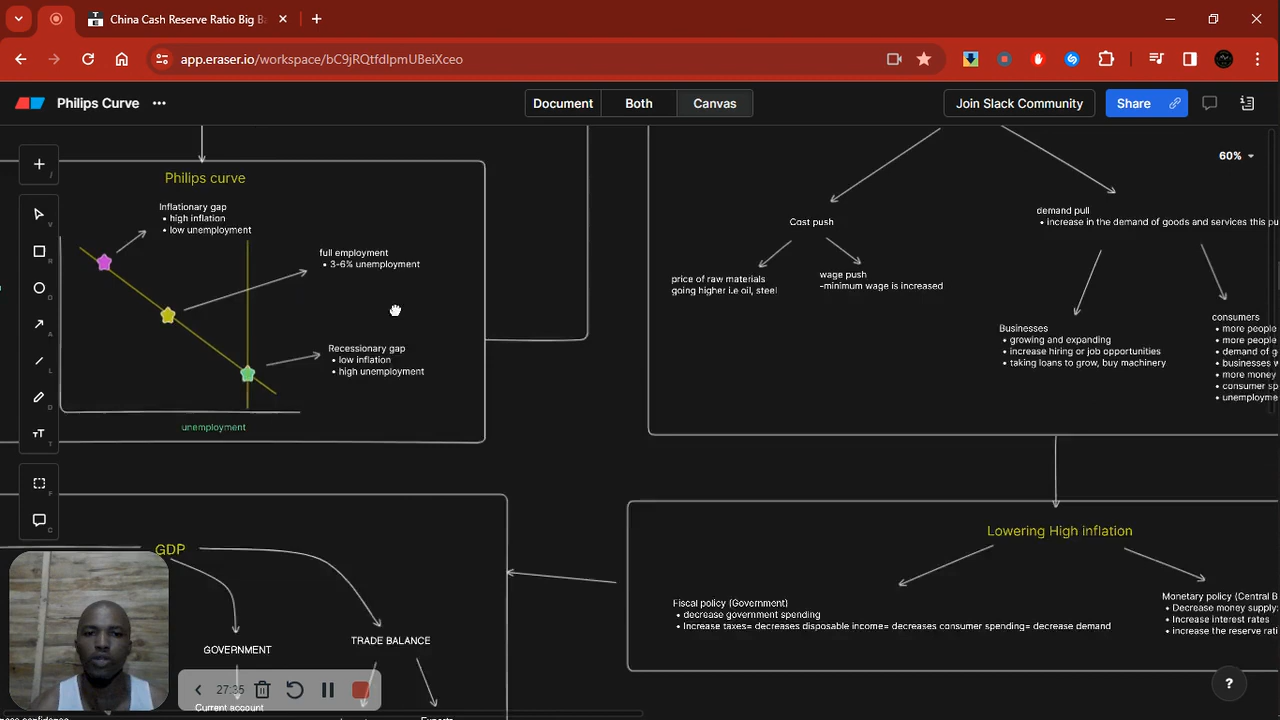 China Cash Reserve Ratio Big B
app.eraser.io/workspace/bC9jRQtfdIpmUBeiXceo
Philips Curve
Document
Both
Canvas
Join Slack Community
Share
60%
Philips curve
Inflationary gap
• high inflation
• low unemployment
full employment
• 3-6% unemployment
Recessionary gap
• low inflation
• high unemployment
unemployment
Cost push
price of raw materials
going higher i.e oil, steel
wage push
-minimum wage is increased
demand pull
• increase in the demand of goods and services this pu
Businesses
• growing and expanding
• increase hiring or job opportunities
• taking loans to grow, buy machinery
consumers
• more people
• more people
• demand of g
• businesses w
• more money
• consumer sp
• unemployme
Lowering High inflation
Fiscal policy (Government)
• decrease government spending
• Increase taxes= decreases disposable income= decreases consumer spending= decrease demand
Monetary policy (Central B
• Decrease money supply:
• Increase interest rates
• increase the reserve rati
GDP
GOVERNMENT
TRADE BALANCE
Current account
Exports
27:35
?